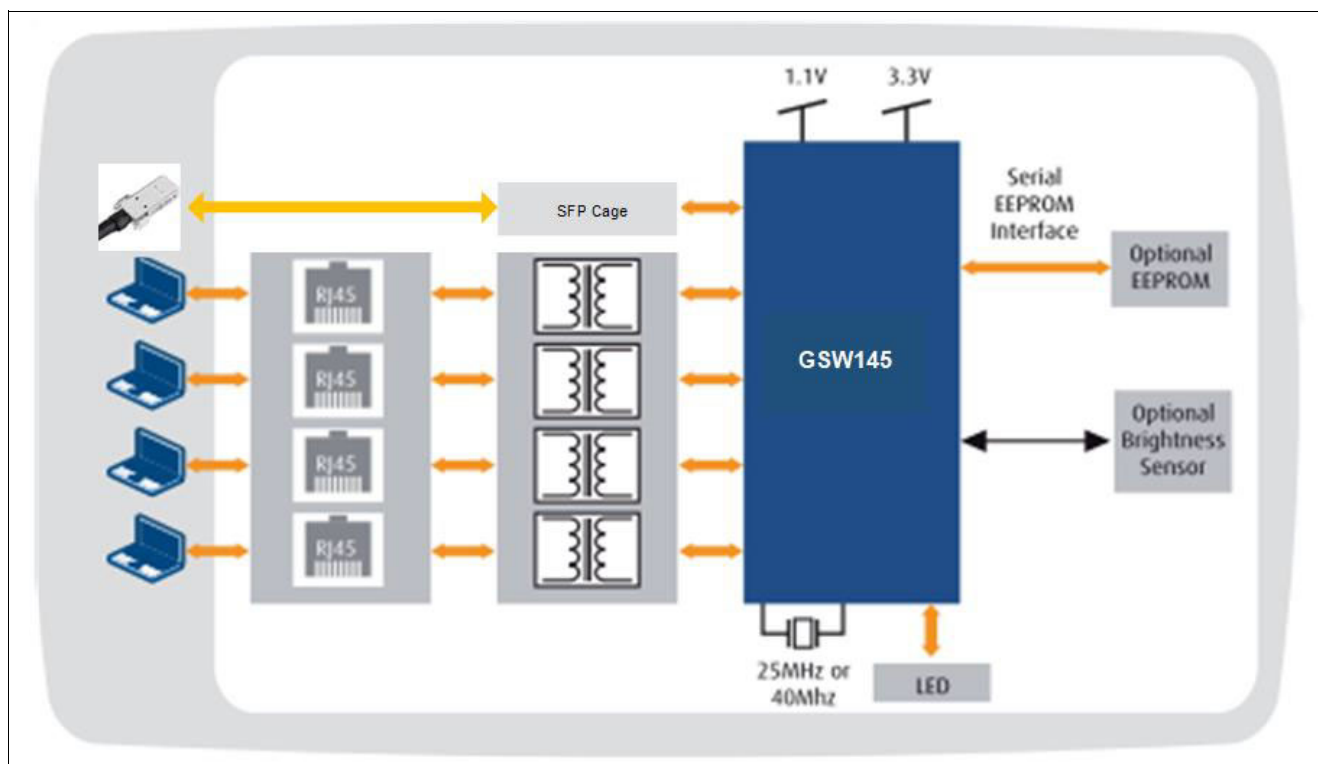 1.1V
3.3V
SFP Cage
Serial
EEPROM
Interface
Optional
EEPROM
RJ45
RJ45
RJ45
RJ45
GSW145
Optional
Brightness
Sensor
25MHz or
40Mhz
LED